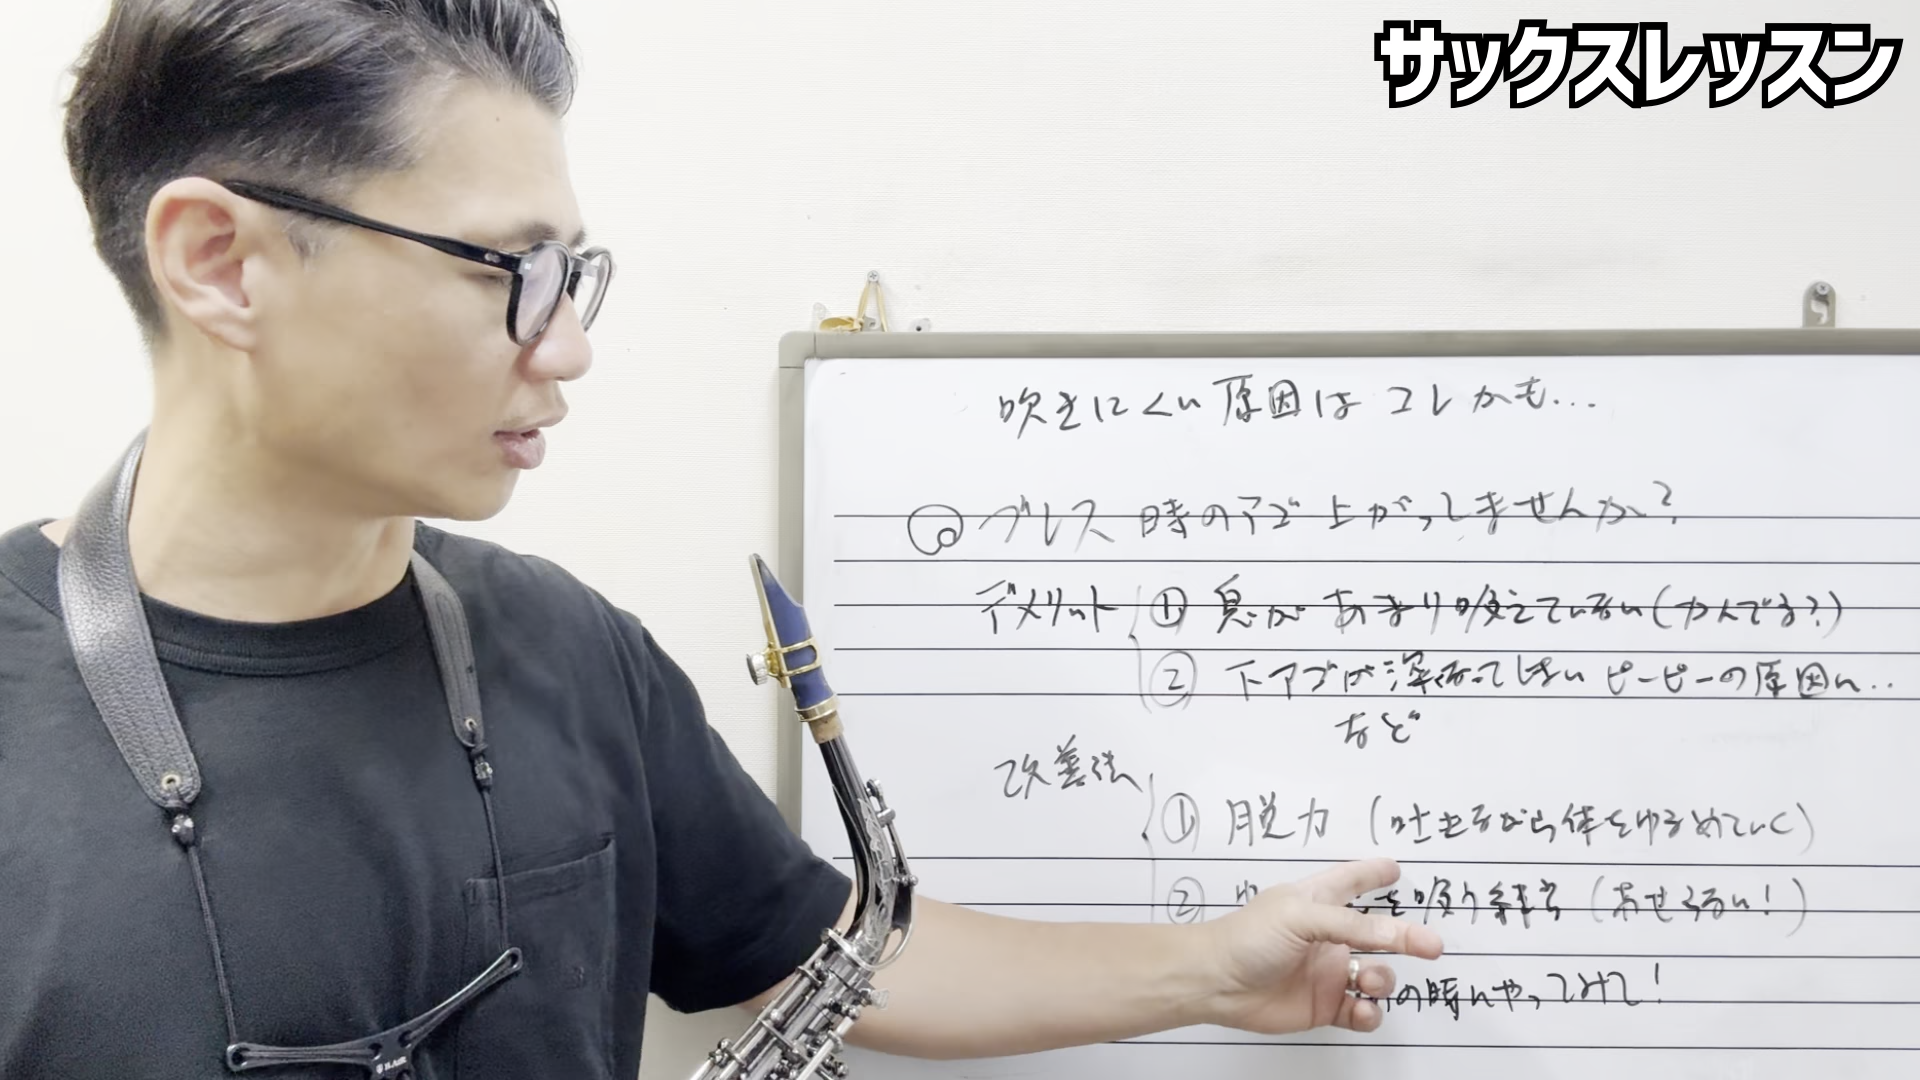 サックスレッスン
吹きにくい原因はコレかも...
ブレス時のアゴ上がってしませんか?
デメリット ① 息があまり吸えていない(かんでる?)
② 下アゴが深くなってしまい ピーピーの原因に..
など
改善法 ① 脱力 (吐きながら体をゆるめていく)
② を吸う練習 (あせらない!)
の時にやってみて!